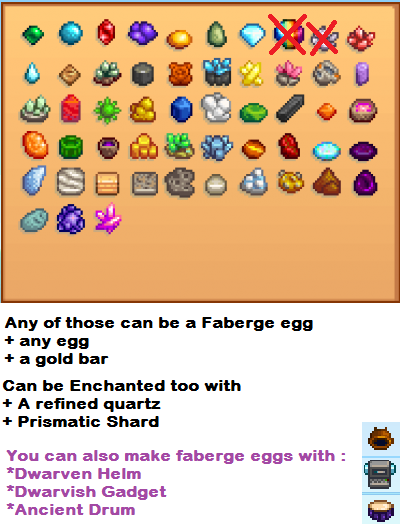 Any of those can be a Faberge egg
+ any egg
+ a gold bar
Can be Enchanted too with
+ A refined quartz
+ Prismatic Shard
You can also make faberge eggs with :
*Dwarven Helm
*Dwarvish Gadget
*Ancient Drum